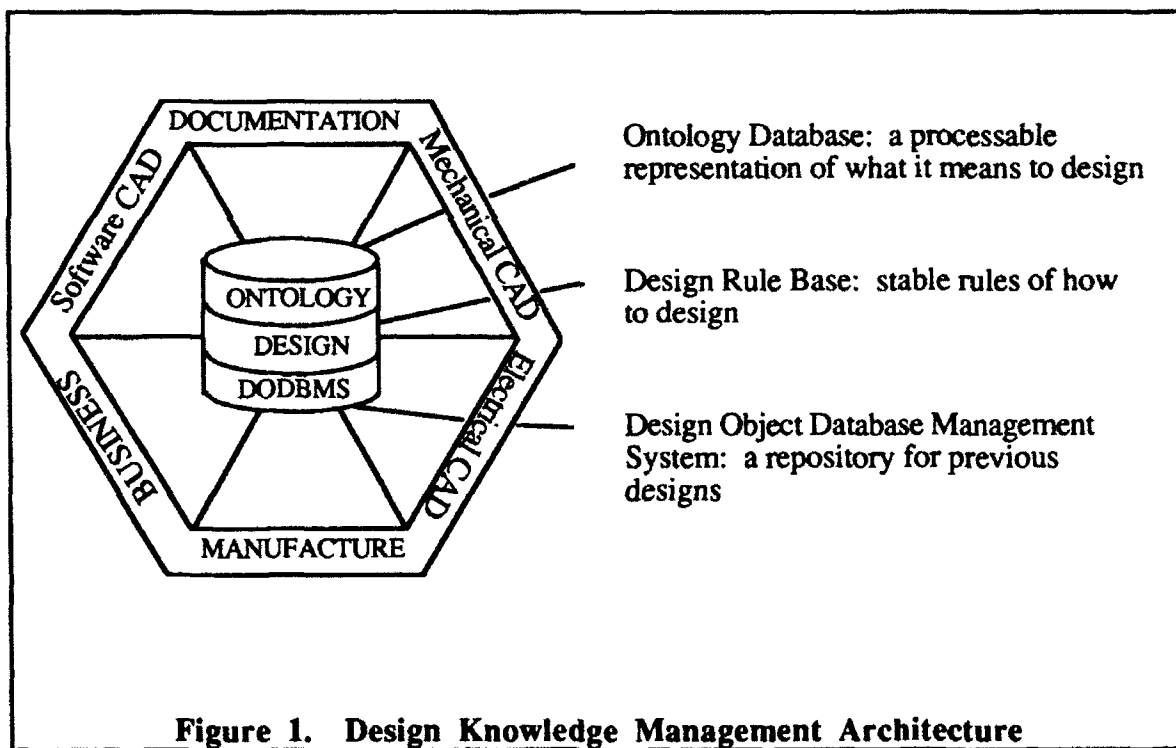 DOCUMENTATION
Software CAD
Mechanical CAD
ONTOLOGY
DESIGN
DODBMS
BUSINESS
Electrical CAD
MANUFACTURE
Ontology Database: a processable
representation of what it means to design
Design Rule Base: stable rules of how
to design
Design Object Database Management
System: a repository for previous
designs
Figure 1. Design Knowledge Management Architecture